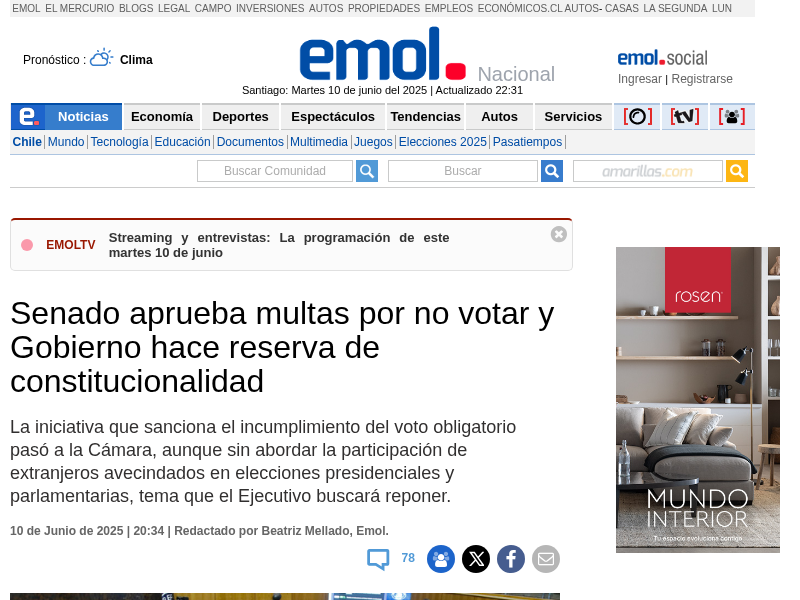 EMOL EL MERCURIO BLOGS LEGAL CAMPO INVERSIONES AUTOS PROPIEDADES EMPLEOS ECONÓMICOS.CL AUTOS- CASAS LA SEGUNDA LUN
Pronóstico : Clima
emol. Nacional
Santiago: Martes 10 de junio del 2025 | Actualizado 22:31
emol.social
Ingresar | Registrarse
e. Noticias Economía Deportes Espectáculos Tendencias Autos Servicios [tv]
Chile Mundo Tecnología Educación Documentos Multimedia Juegos Elecciones 2025 Pasatiempos
Buscar Comunidad Buscar amarillas.com
EMOLTV Streaming y entrevistas: La programación de este
martes 10 de junio
Senado aprueba multas por no votar y
Gobierno hace reserva de
constitucionalidad
La iniciativa que sanciona el incumplimiento del voto obligatorio
pasó a la Cámara, aunque sin abordar la participación de
extranjeros avecindados en elecciones presidenciales y
parlamentarias, tema que el Ejecutivo buscará reponer.
10 de Junio de 2025 | 20:34 | Redactado por Beatriz Mellado, Emol.
78
rosen
MUNDO
INTERIOR
Tu espacio evoluciona contigo